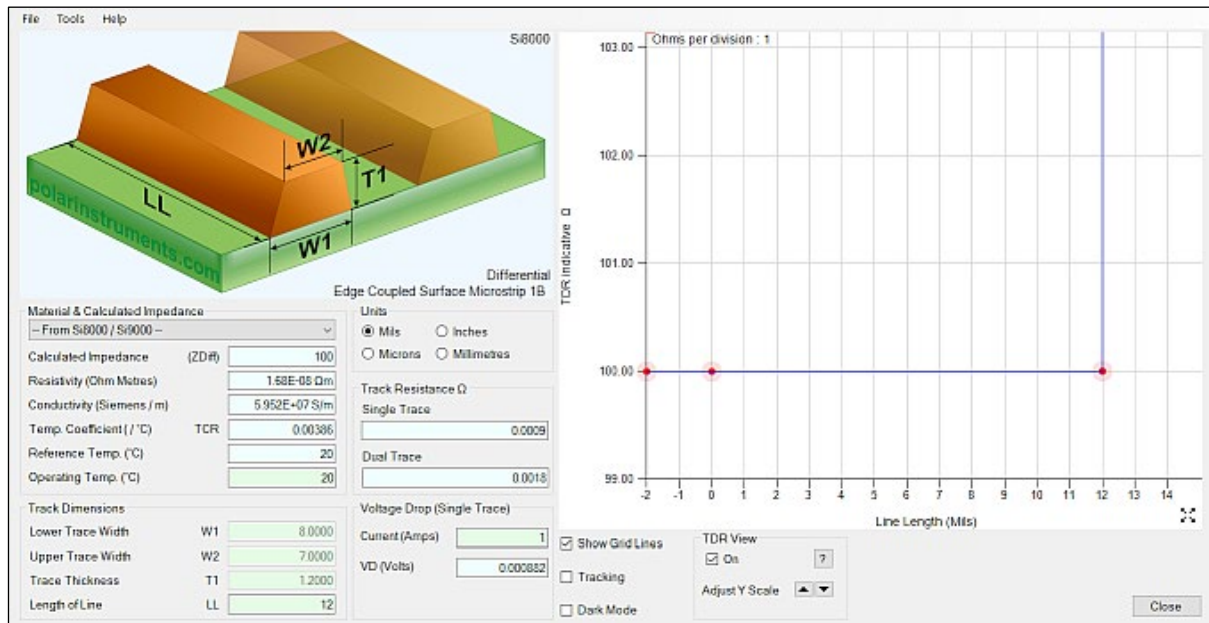 File Tools Help
Si8000
W2
T1
LL
W1
polarinstruments.com
Differential
Edge Coupled Surface Microstrip 1B
Material & Calculated Impedance
-- From Si8000 / Si9000 --
Calculated Impedance (ZDiff) 100
Resistivity (Ohm Metres) 1.68E-08 Ωm
Conductivity (Siemens / m) 5.952E+07 S/m
Temp. Coefficient ( / °C) TCR 0.00386
Reference Temp. (°C) 20
Operating Temp. (°C) 20
Track Dimensions
Lower Trace Width W1 8.0000
Upper Trace Width W2 7.0000
Trace Thickness T1 1.2000
Length of Line LL 12
Units
Mils Inches
Microns Millimetres
Track Resistance Ω
Single Trace
0.0009
Dual Trace
0.0018
Voltage Drop (Single Trace)
Current (Amps) 1
VD (Volts) 0.000882
Ohms per division : 1
103.00
102.00
101.00
100.00
99.00
TDR Indicative Ω
-2 -1 0 1 2 3 4 5 6 7 8 9 10 11 12 13 14
Line Length (Mils)
Show Grid Lines
Tracking
Dark Mode
TDR View
On ?
Adjust Y Scale
Close